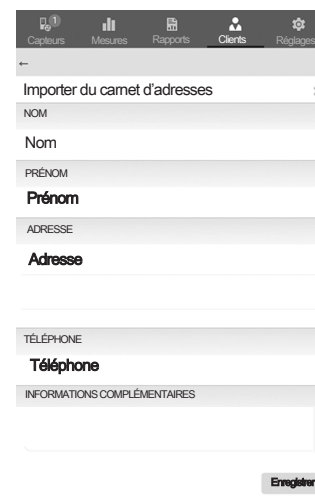 1
Capteurs Mesures Rapports Clients Réglages
←
Importer du carnet d’adresses
NOM
Nom
PRÉNOM
Prénom
ADRESSE
Adresse
TÉLÉPHONE
Téléphone
INFORMATIONS COMPLÉMENTAIRES
Enregistrer